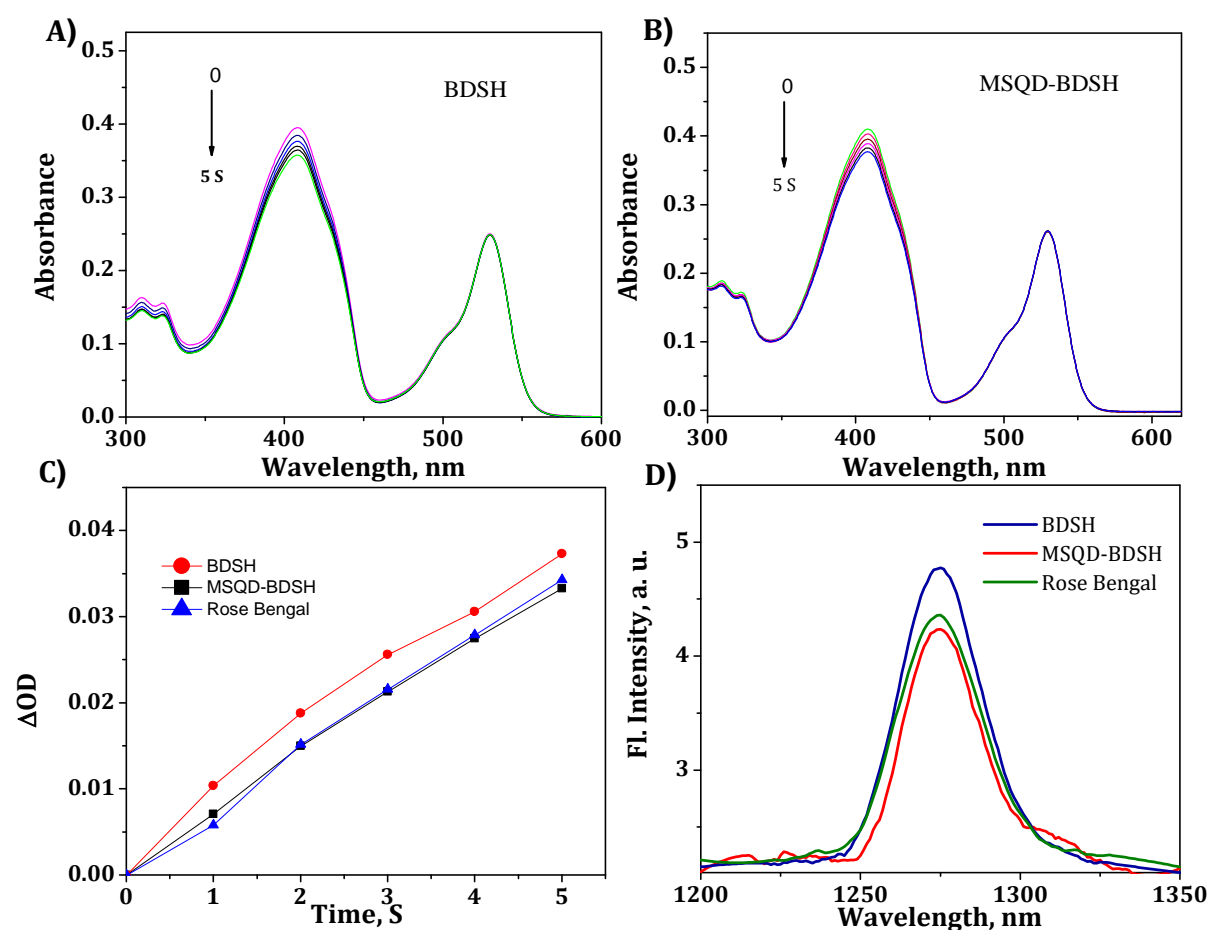 A)
0.5
0.4
0.3
0.2
0.1
0.0
Absorbance
0
5 S
BDSH
300 400 500 600
Wavelength, nm
B)
0.5
0.4
0.3
0.2
0.1
0.0
Absorbance
0
5 S
MSQD-BDSH
300 400 500 600
Wavelength, nm
C)
0.04
0.03
0.02
0.01
0.00
ΔOD
BDSH
MSQD-BDSH
Rose Bengal
0 1 2 3 4 5
Time, S
D)
5
4
3
Fl. Intensity, a. u.
BDSH
MSQD-BDSH
Rose Bengal
1200 1250 1300 1350
Wavelength, nm